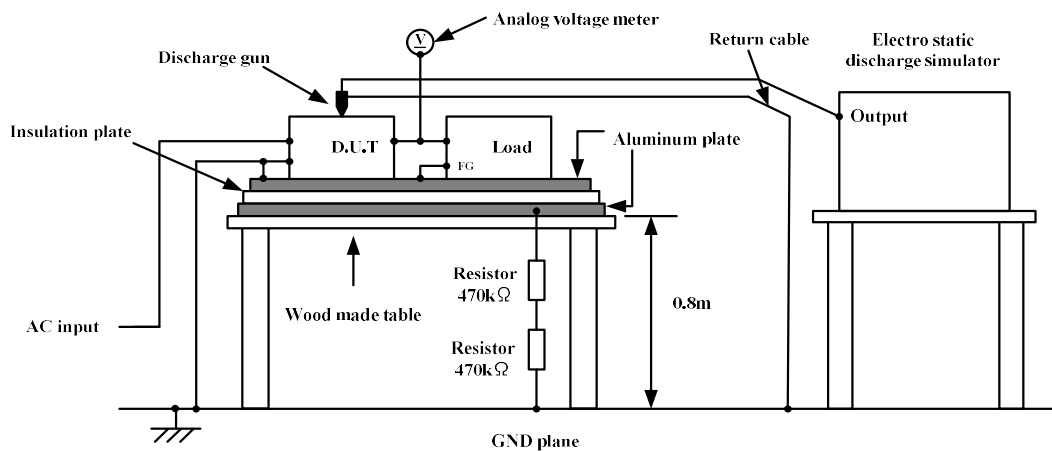 Analog voltage meter
V
Return cable
Electro static
discharge simulator
Discharge gun
Insulation plate
D.U.T
Load
FG
Aluminum plate
Output
Resistor
470kΩ
0.8m
Wood made table
AC input
Resistor
470kΩ
GND plane